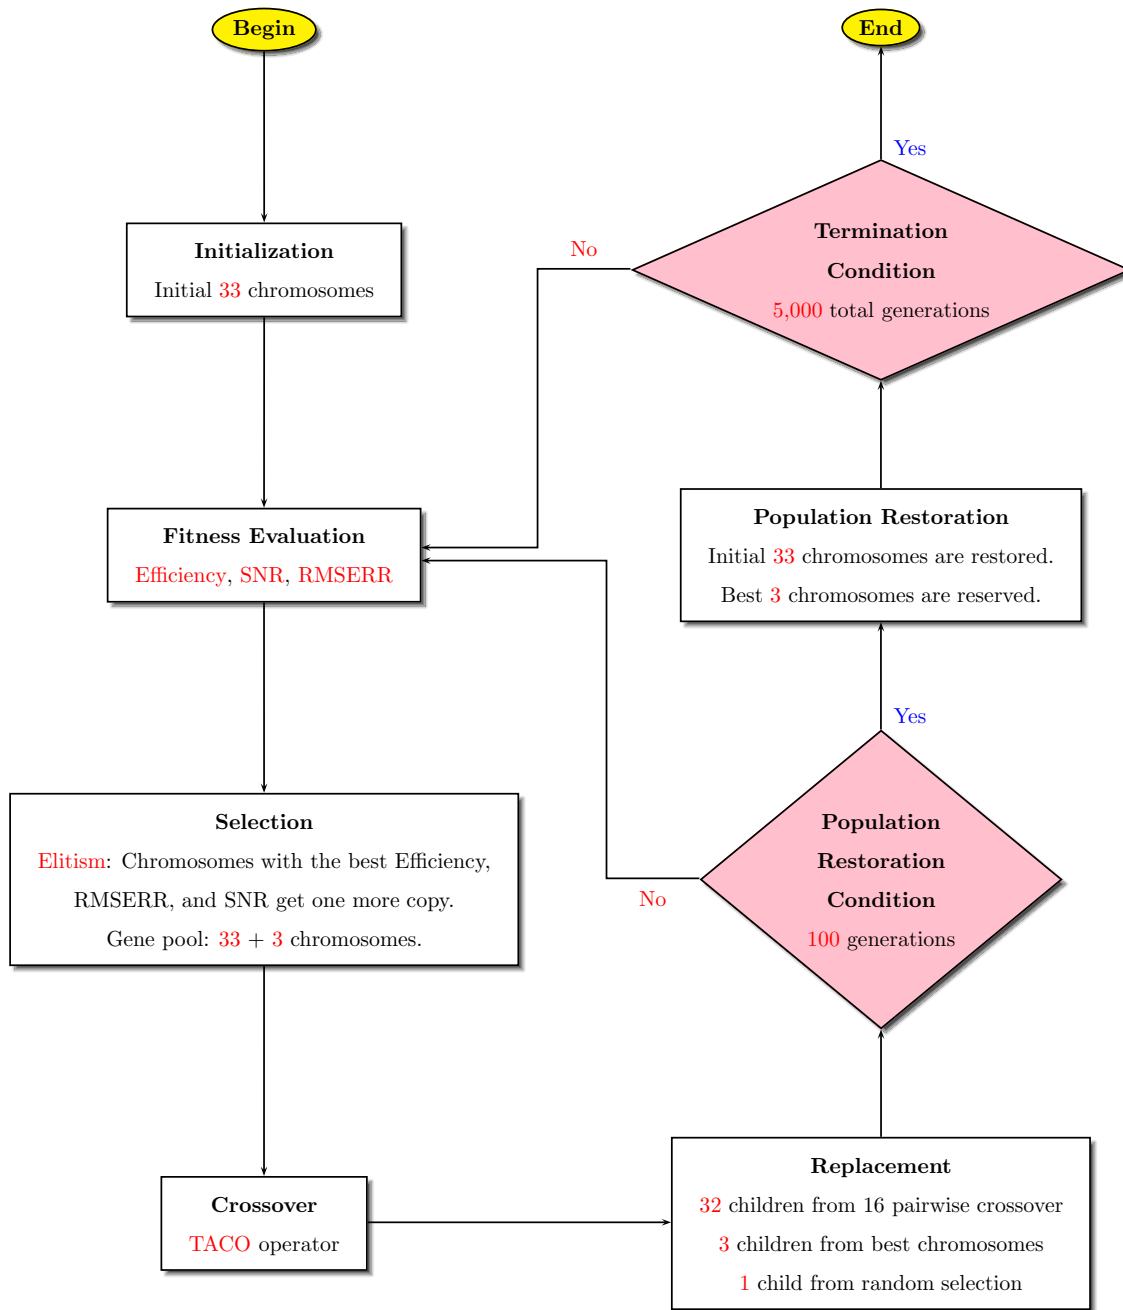 Begin
Initialization
Initial 33 chromosomes
Fitness Evaluation
Efficiency, SNR, RMSERR
Selection
Elitism: Chromosomes with the best Efficiency,
RMSERR, and SNR get one more copy.
Gene pool: 33 + 3 chromosomes.
Crossover
TACO operator
Replacement
32 children from 16 pairwise crossover
3 children from best chromosomes
1 child from random selection
Population
Restoration
Condition
100 generations
No
Yes
Population Restoration
Initial 33 chromosomes are restored.
Best 3 chromosomes are reserved.
Termination
Condition
5,000 total generations
No
Yes
End